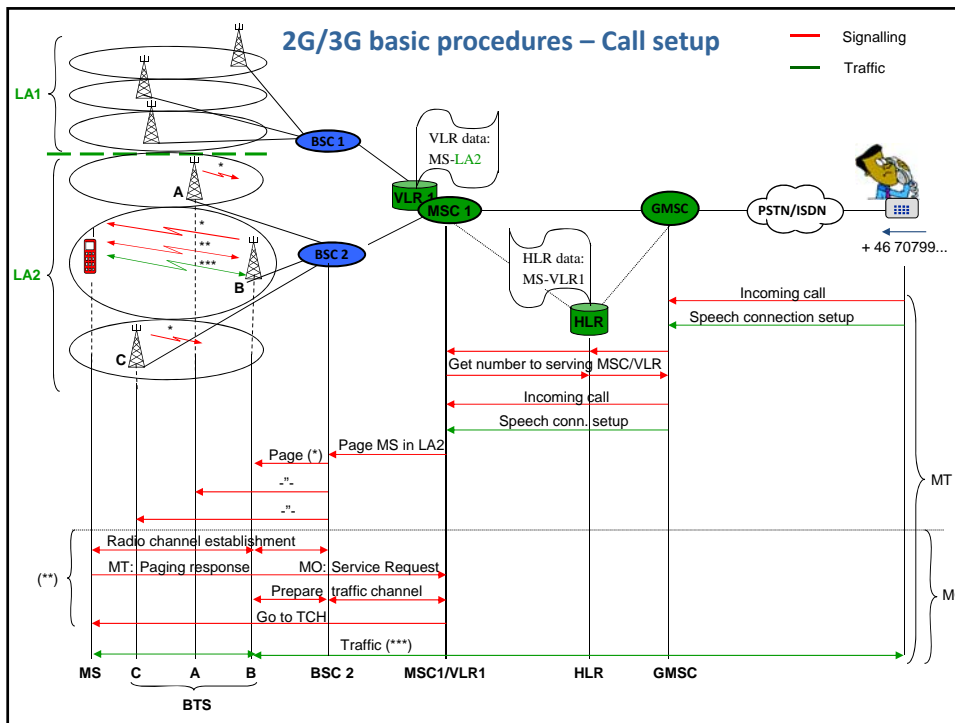 2G/3G basic procedures – Call setup
Signalling
Traffic
LA1
BSC 1
VLR data:
MS-LA2
VLR 1
MSC 1
GMSC
PSTN/ISDN
+ 46 70799...
A
*
*
**
***
B
LA2
BSC 2
HLR data:
MS-VLR1
HLR
C
*
Incoming call
Speech connection setup
Get number to serving MSC/VLR
Incoming call
Speech conn. setup
Page MS in LA2
Page (*)
-”-
-”-
MT
Radio channel establishment
MT: Paging response
MO: Service Request
(**)
Prepare traffic channel
Go to TCH
Traffic (***)
MS
C
A
B
BSC 2
MSC1/VLR1
HLR
GMSC
BTS